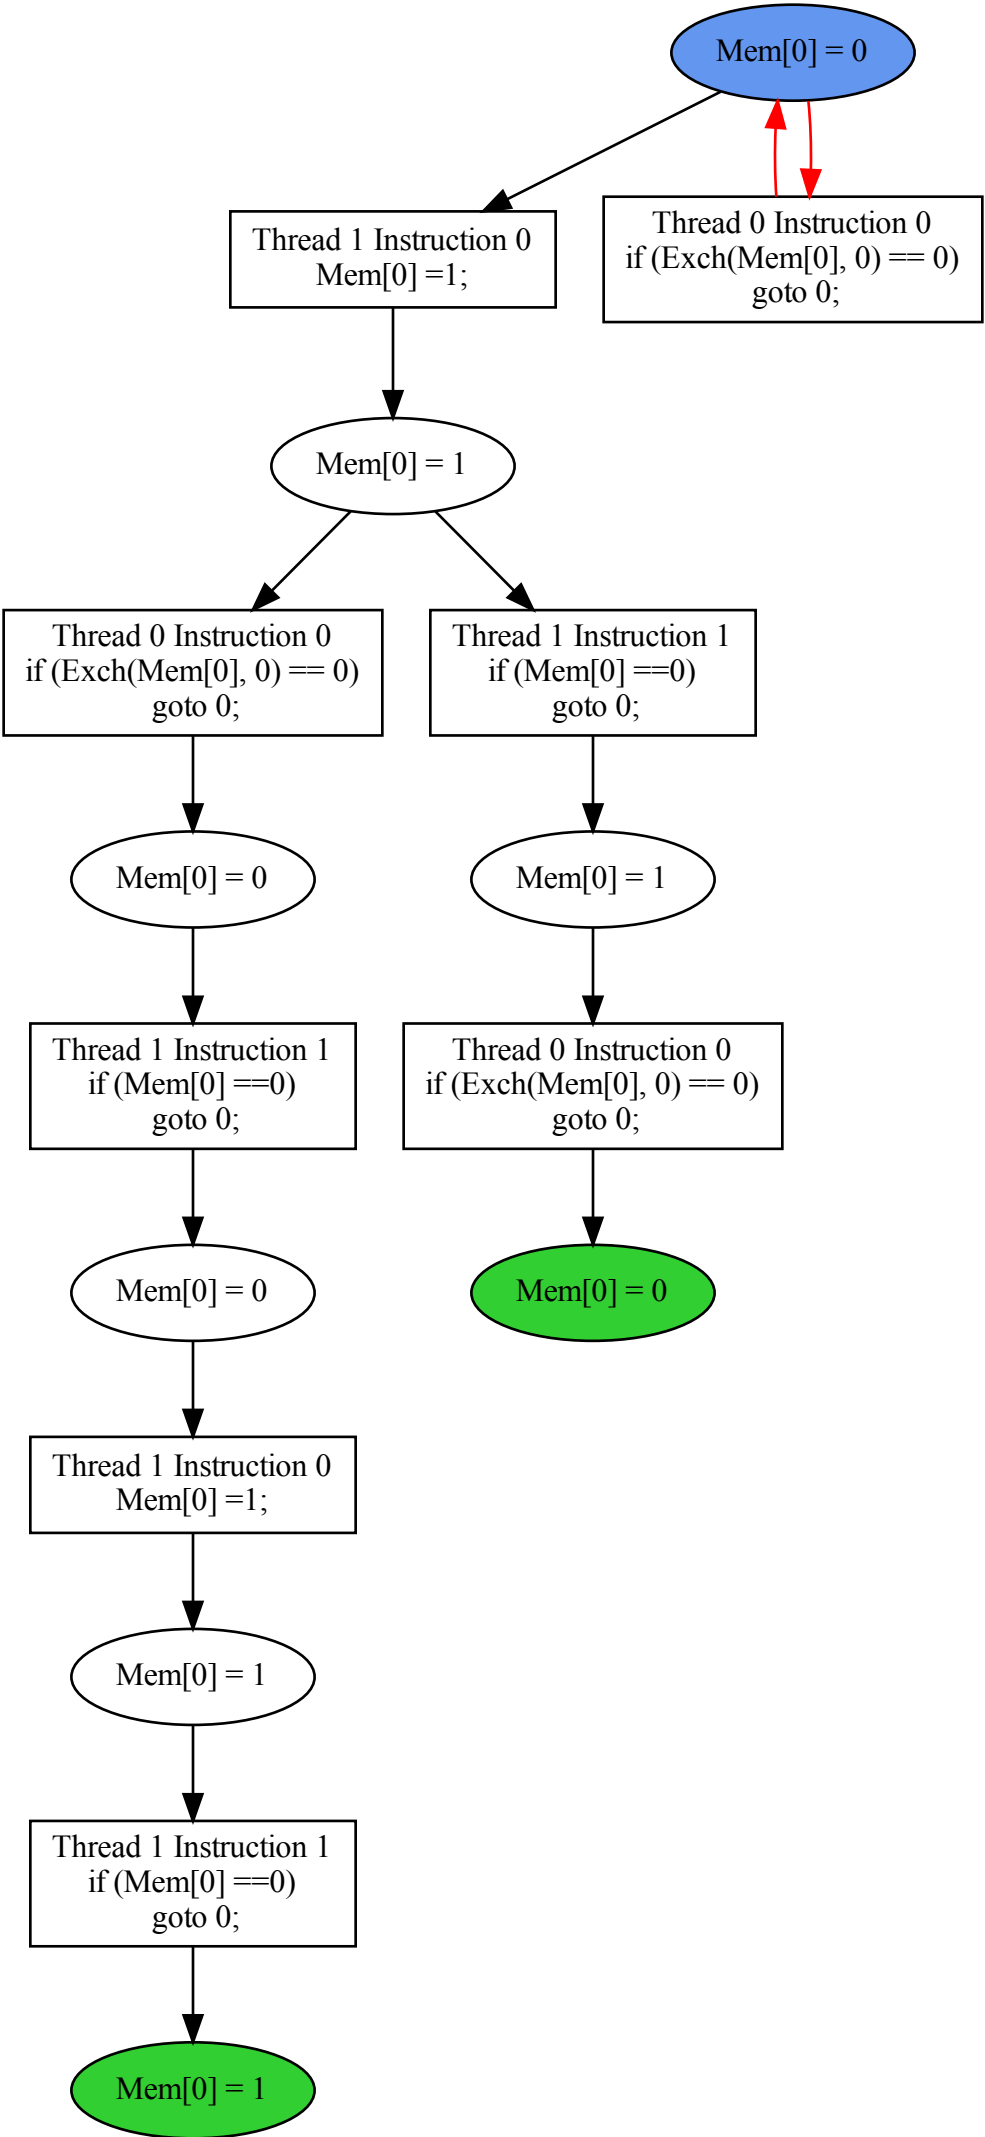 Mem[0] = 0
Thread 1 Instruction 0
Mem[0] =1;
Thread 0 Instruction 0
if (Exch(Mem[0], 0) == 0)
goto 0;
Mem[0] = 1
Thread 0 Instruction 0
if (Exch(Mem[0], 0) == 0)
goto 0;
Thread 1 Instruction 1
if (Mem[0] ==0)
goto 0;
Mem[0] = 0
Mem[0] = 1
Thread 1 Instruction 1
if (Mem[0] ==0)
goto 0;
Thread 0 Instruction 0
if (Exch(Mem[0], 0) == 0)
goto 0;
Mem[0] = 0
Mem[0] = 0
Thread 1 Instruction 0
Mem[0] =1;
Mem[0] = 1
Thread 1 Instruction 1
if (Mem[0] ==0)
goto 0;
Mem[0] = 1